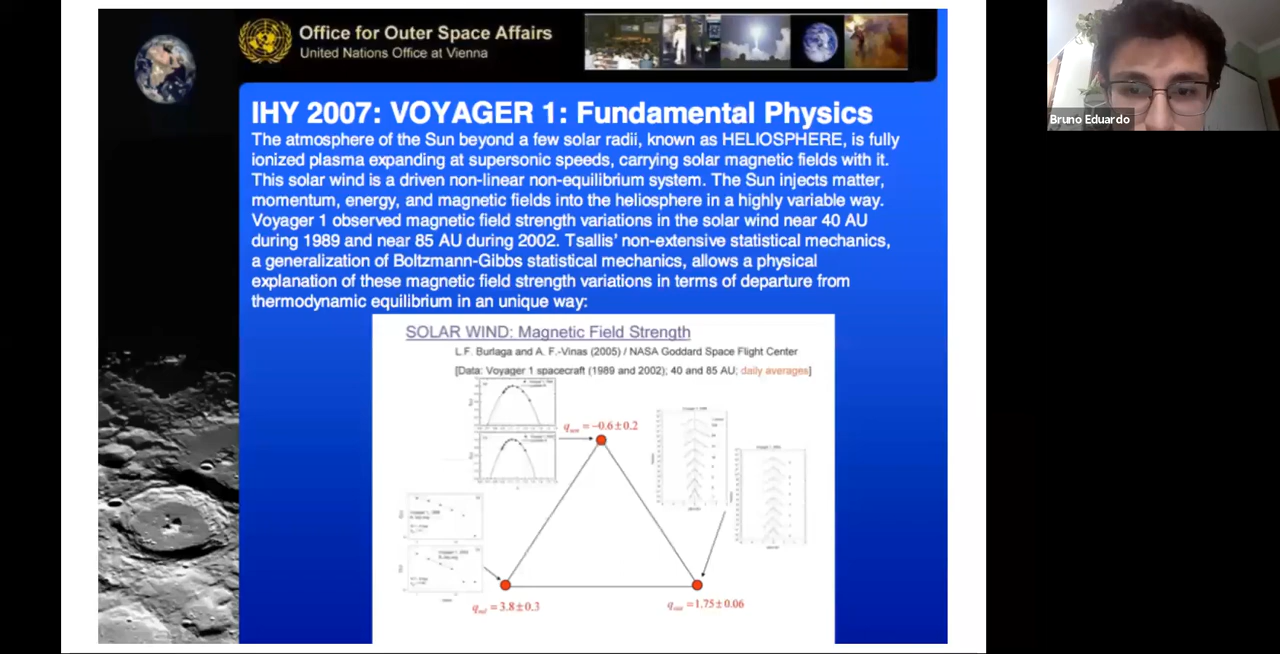 Office for Outer Space Affairs
United Nations Office at Vienna
Bruno Eduardo
IHY 2007: VOYAGER 1: Fundamental Physics
The atmosphere of the Sun beyond a few solar radii, known as HELIOSPHERE, is fully
ionized plasma expanding at supersonic speeds, carrying solar magnetic fields with it.
This solar wind is a driven non-linear non-equilibrium system. The Sun injects matter,
momentum, energy, and magnetic fields into the heliosphere in a highly variable way.
Voyager 1 observed magnetic field strength variations in the solar wind near 40 AU
during 1989 and near 85 AU during 2002. Tsallis' non-extensive statistical mechanics,
a generalization of Boltzmann-Gibbs statistical mechanics, allows a physical
explanation of these magnetic field strength variations in terms of departure from
thermodynamic equilibrium in an unique way:
SOLAR WIND: Magnetic Field Strength
L.F. Burlaga and A. F.-Vinas (2005) / NASA Goddard Space Flight Center
[Data: Voyager 1 spacecraft (1989 and 2002); 40 and 85 AU; daily averages]
= −0.6±0.2
= 3.8±0.3
=1.75±0.06